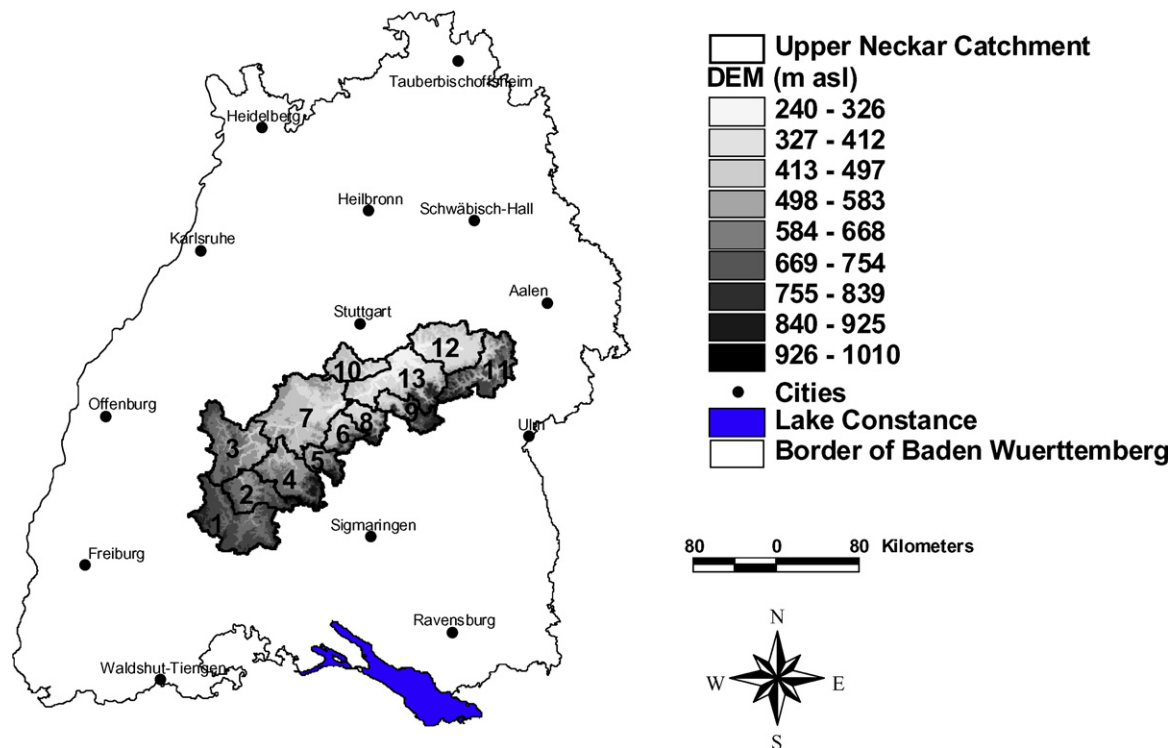 Tauberbischoffsheim
Heidelberg
Heilbronn
Schwäbisch-Hall
Karlsruhe
Aalen
Stuttgart
12
10
11
13
Offenburg
7
9
8
Ulm
6
3
5
4
2
1
Sigmaringen
Freiburg
Ravensburg
Waldshut-Tiengen
Upper Neckar Catchment
DEM (m asl)
240 - 326
327 - 412
413 - 497
498 - 583
584 - 668
669 - 754
755 - 839
840 - 925
926 - 1010
Cities
Lake Constance
Border of Baden Wuerttemberg
80 0 80 Kilometers
N
W E
S